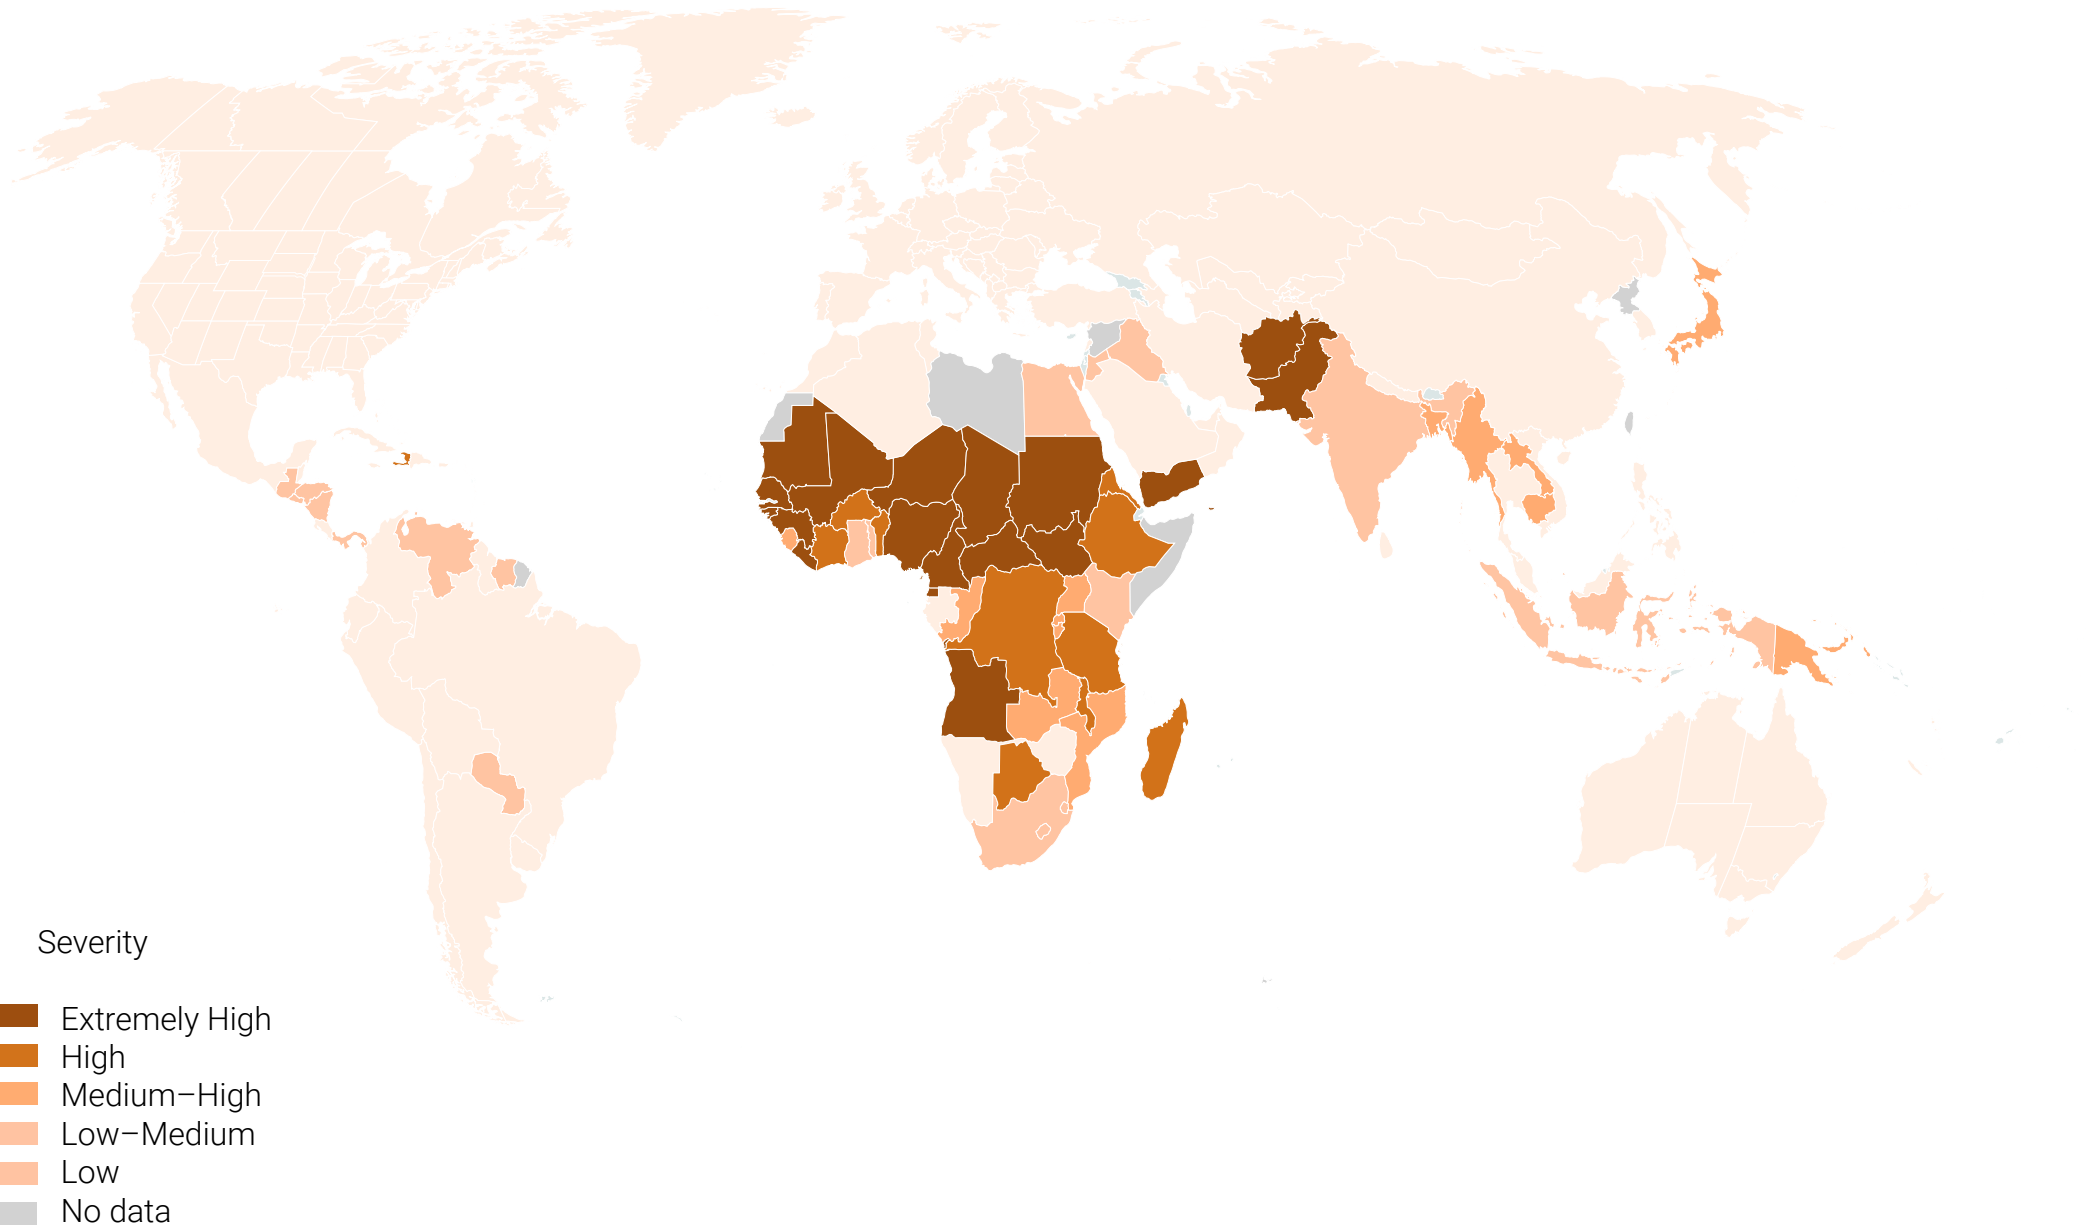 Severity
Extremely High
High
Medium–High
Low–Medium
Low
No data